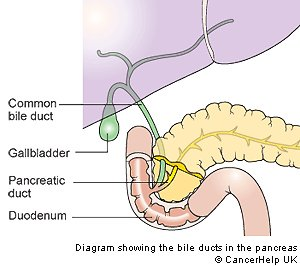 Common
bile duct
Gallbladder
Pancreatic
duct
Duodenum
Diagram showing the bile ducts in the pancreas
© CancerHelp UK